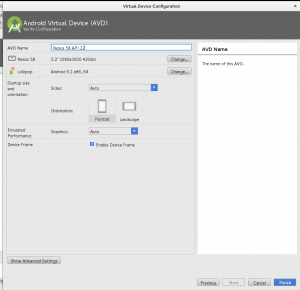 Virtual Device Configuration
Android Virtual Device (AVD)
Verify Configuration
AVD Name
Nexus 5X API 22
AVD Name
The name of this AVD.
Nexus 5X
5.2" 1080x1920 420dpi
Change...
Lollipop
Android 5.1 x86_64
Change...
Startup size
and
orientation
Scale:
Auto
Orientation:
Portrait
Landscape
Emulated
Performance
Graphics:
Auto
Device Frame
Enable Device Frame
Show Advanced Settings
Previous
Next
Cancel
Finish